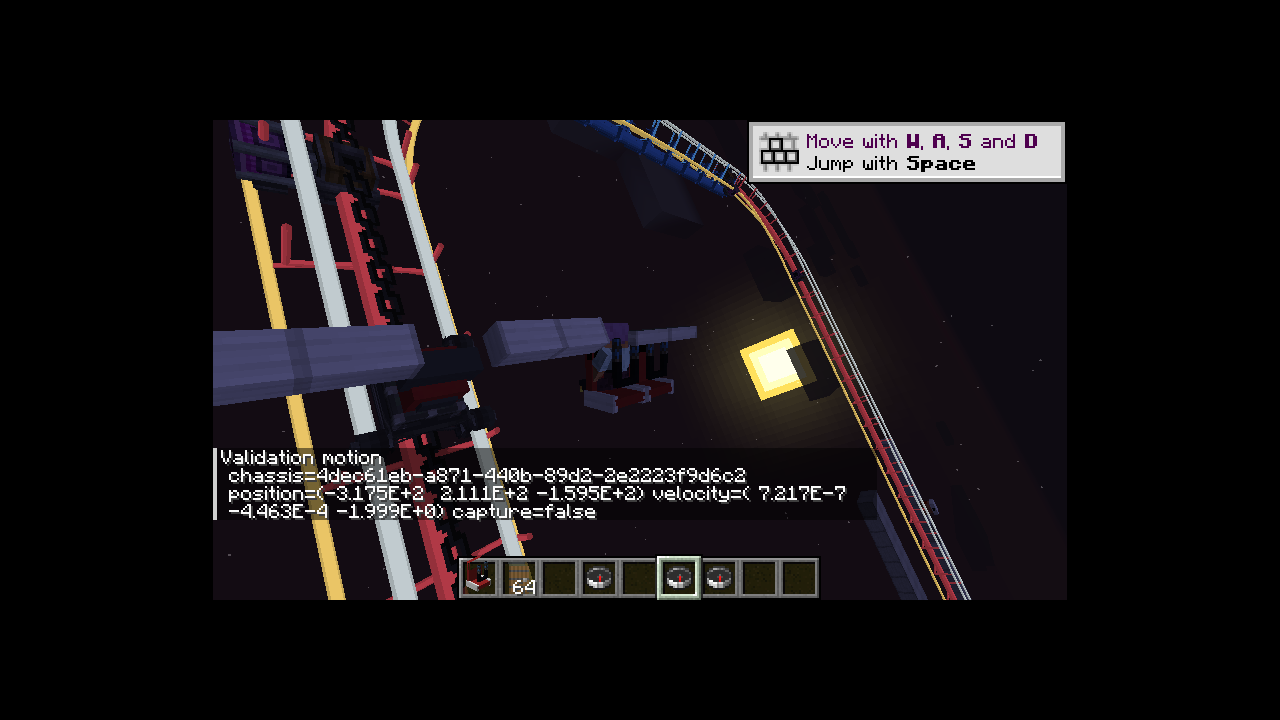 Move with W, A, S and D
Jump with Space
Validation motion
chassis=4dec61eb-a871-440b-89d2-2e2223f9d6c2
position=(-3.175E+2 2.111E+2 -1.595E+2) velocity=( 7.217E-7
-4.463E-4 -1.999E+0) capture=false
64